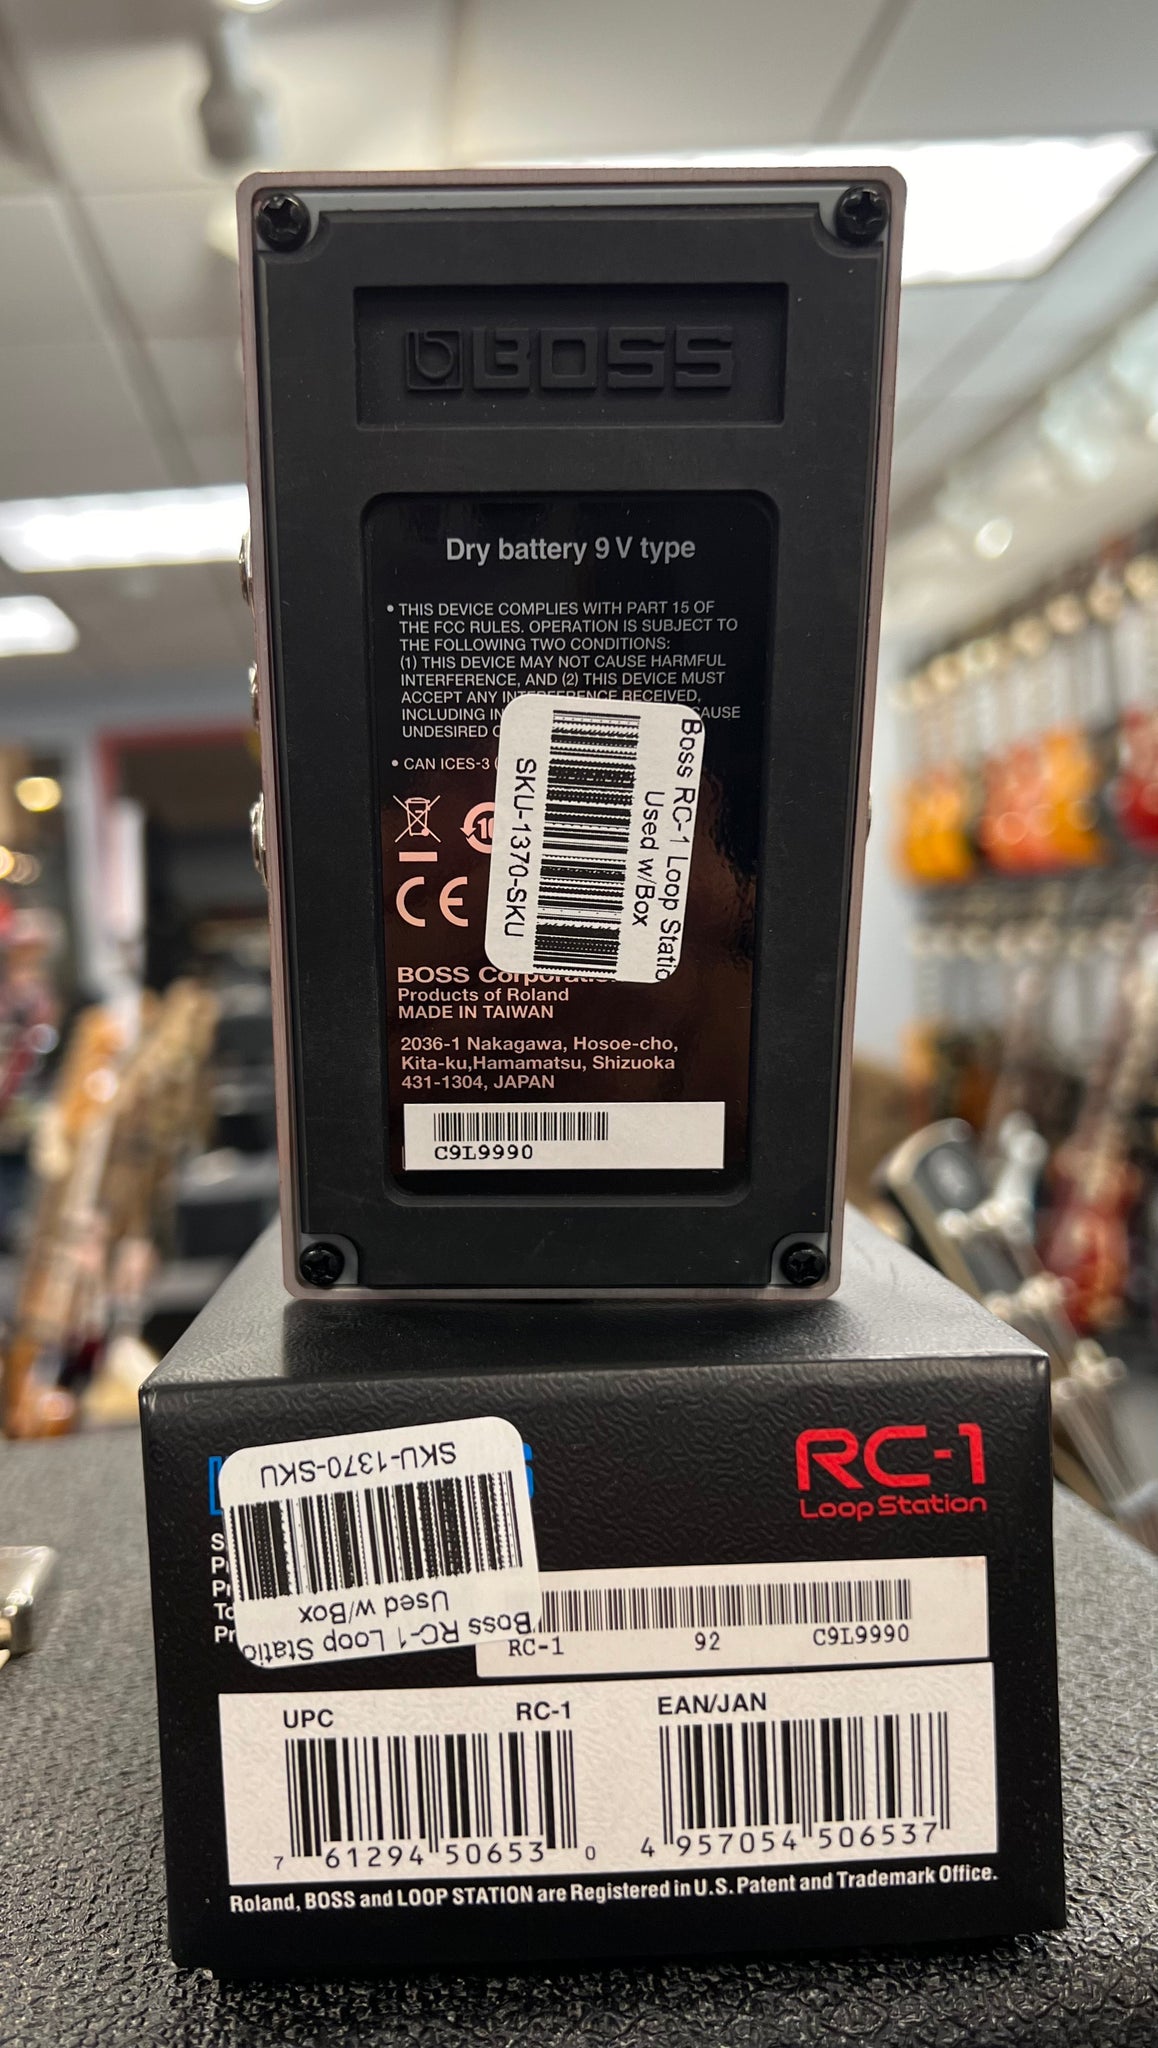 BOSS
Dry battery 9 V type
• THIS DEVICE COMPLIES WITH PART 15 OF
THE FCC RULES. OPERATION IS SUBJECT TO
THE FOLLOWING TWO CONDITIONS:
(1) THIS DEVICE MAY NOT CAUSE HARMFUL
INTERFERENCE, AND (2) THIS DEVICE MUST
ACCEPT ANY INTERFERENCE RECEIVED,
INCLUDING
UNDESIRED
• CAN ICES-3
Boss RC-1 Loop Statio
Used w/Box
SKU-1370-SKU
CE
BOSS Corporation
Products of Roland
MADE IN TAIWAN
2036-1 Nakagawa, Hosoe-cho,
Kita-ku,Hamamatsu, Shizuoka
431-1304, JAPAN
C9L9990
RC-1
Loop Station
SKU-1370-SKU
Used w/Box
Boss RC-1 Loop Statio
RC-1 92 C9L9990
UPC RC-1
7 61294 50653 0
EAN/JAN
4 957054 506537
Roland, BOSS and LOOP STATION are Registered in U.S. Patent and Trademark Office.